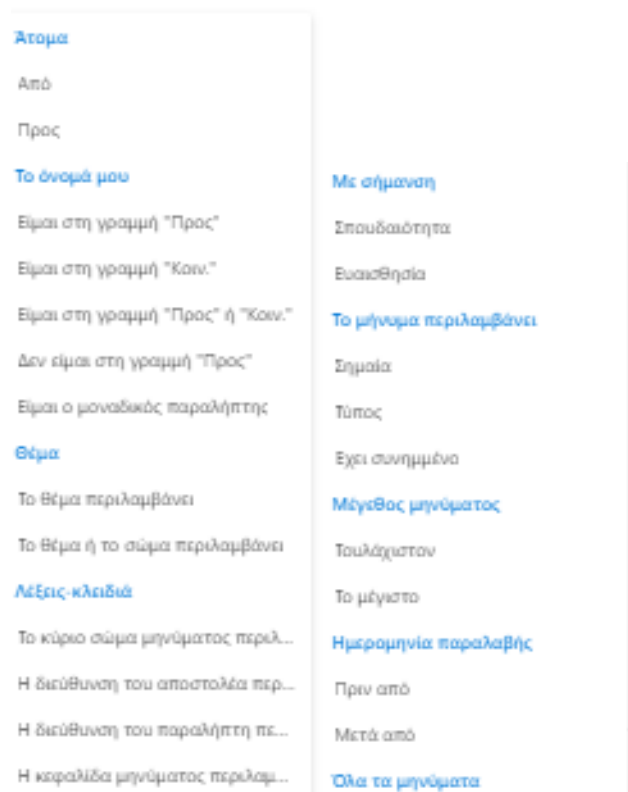 Άτομα
Από
Προς
Το όνομά μου
Είμαι στη γραμμή "Προς"
Είμαι στη γραμμή "Κοιν."
Είμαι στη γραμμή "Προς" ή "Κοιν."
Δεν είμαι στη γραμμή "Προς"
Είμαι ο μοναδικός παραλήπτης
Θέμα
Το θέμα περιλαμβάνει
Το θέμα ή το σώμα περιλαμβάνει
Λέξεις-κλειδιά
Το κύριο σώμα μηνύματος περιλ...
Η διεύθυνση του αποστολέα περ...
Η διεύθυνση του παραλήπτη πε...
Η κεφαλίδα μηνύματος περιλαμ...
Με σήμανση
Σπουδαιότητα
Ευαισθησία
Το μήνυμα περιλαμβάνει
Σημαία
Τύπος
Εχει συνημμένο
Μέγεθος μηνύματος
Τουλάχιστον
Το μέγιστο
Ημερομηνία παραλαβής
Πριν από
Μετά από
Όλα τα μηνύματα